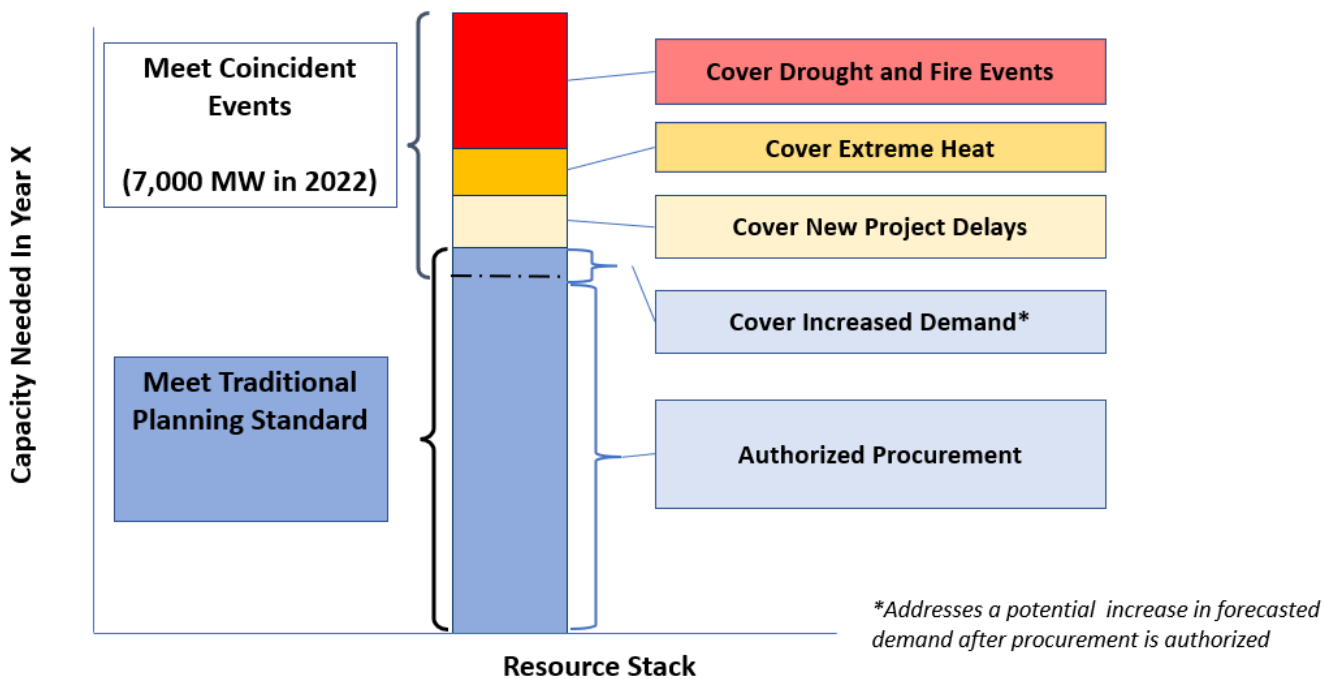 Capacity Needed In Year X
Meet Coincident
Events
(7,000 MW in 2022)
Meet Traditional
Planning Standard
Cover Drought and Fire Events
Cover Extreme Heat
Cover New Project Delays
Cover Increased Demand*
Authorized Procurement
*Addresses a potential increase in forecasted
demand after procurement is authorized
Resource Stack